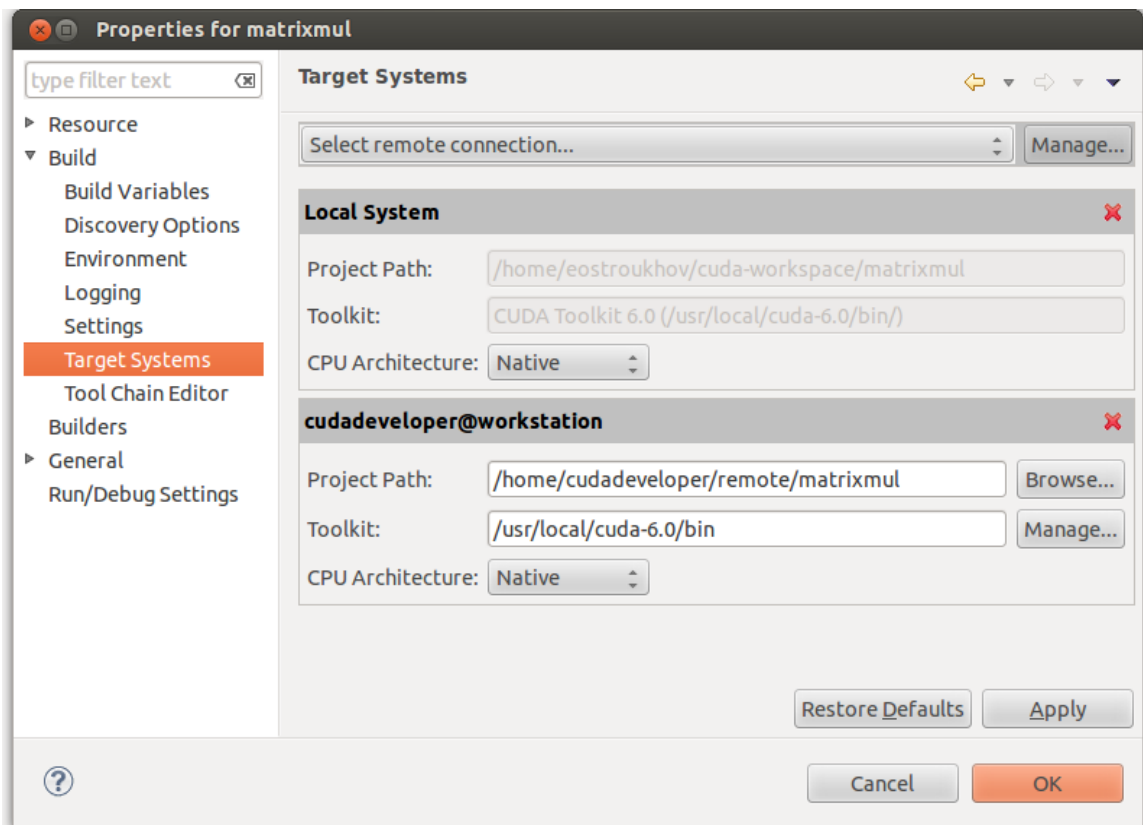 Properties for matrixmul
type filter text
Resource
Build
Build Variables
Discovery Options
Environment
Logging
Settings
Target Systems
Tool Chain Editor
Builders
General
Run/Debug Settings
Target Systems
Select remote connection...
Manage...
Local System
Project Path: /home/eostroukhov/cuda-workspace/matrixmul
Toolkit: CUDA Toolkit 6.0 (/usr/local/cuda-6.0/bin/)
CPU Architecture: Native
cudadeveloper@workstation
Project Path: /home/cudadeveloper/remote/matrixmul Browse...
Toolkit: /usr/local/cuda-6.0/bin Manage...
CPU Architecture: Native
Restore Defaults Apply
? Cancel OK